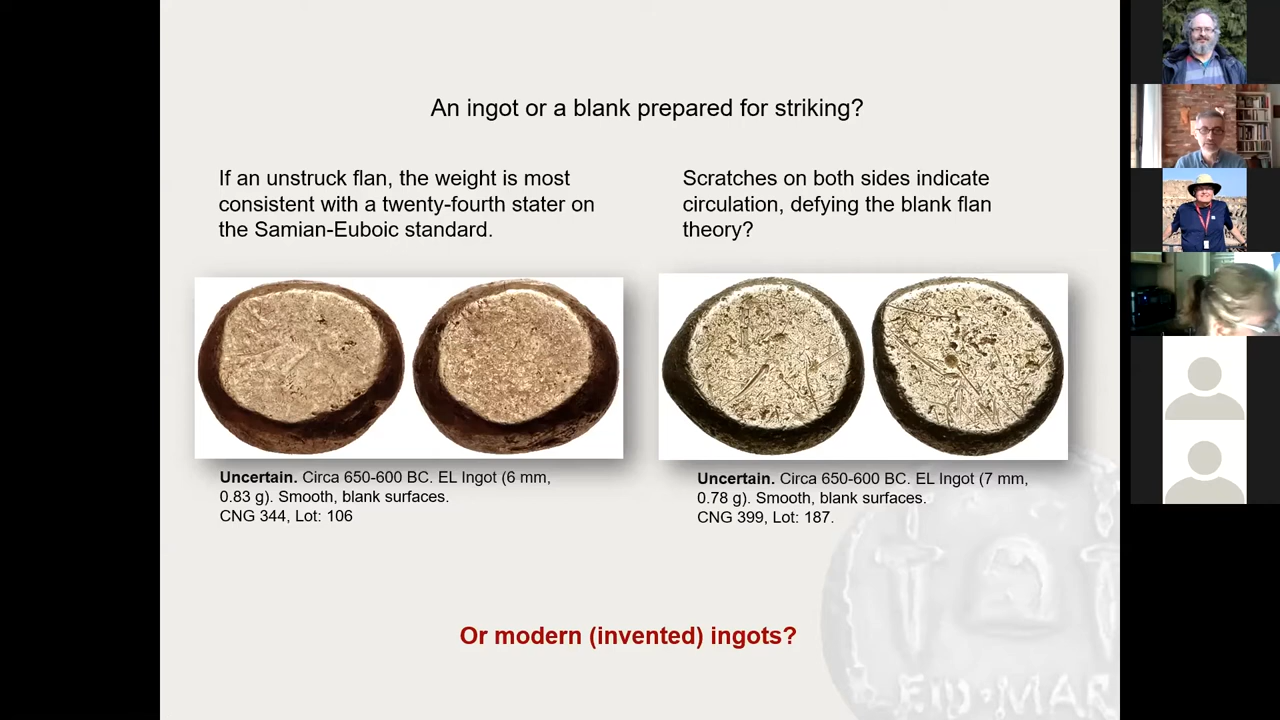 An ingot or a blank prepared for striking?
If an unstruck flan, the weight is most
consistent with a twenty-fourth stater on
the Samian-Euboic standard.
Scratches on both sides indicate
circulation, defying the blank flan
theory?
Uncertain. Circa 650-600 BC. EL Ingot (6 mm,
0.83 g). Smooth, blank surfaces.
CNG 344, Lot: 106
Uncertain. Circa 650-600 BC. EL Ingot (7 mm,
0.78 g). Smooth, blank surfaces.
CNG 399, Lot: 187.
Or modern (invented) ingots?
EID·MAR